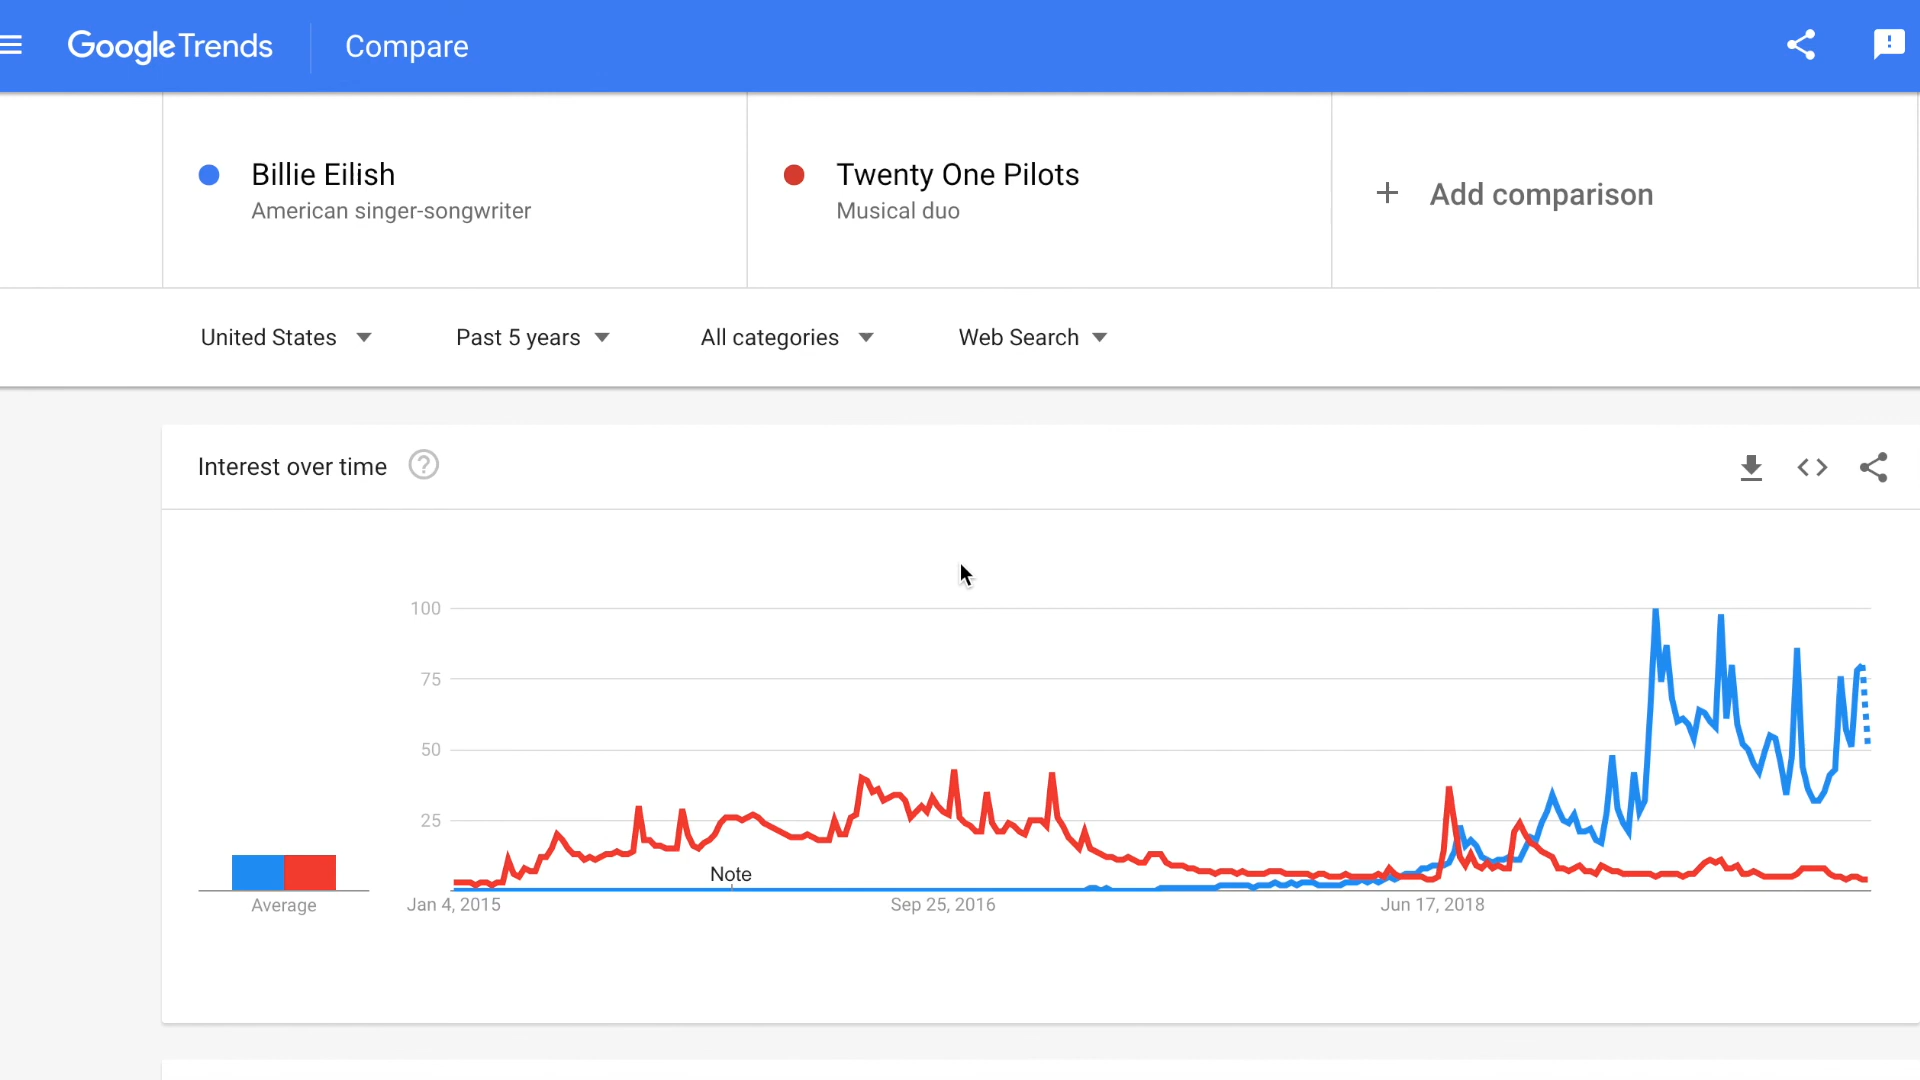 Google Trends Compare
Billie Eilish
American singer-songwriter
Twenty One Pilots
Musical duo
+ Add comparison
United States
Past 5 years
All categories
Web Search
Interest over time ?
100
75
50
25
Note
Average
Jan 4, 2015
Sep 25, 2016
Jun 17, 2018